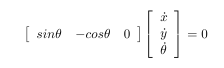 [ sinθ −cosθ 0 ] [ ẋ ẏ θ̇ ] = 0